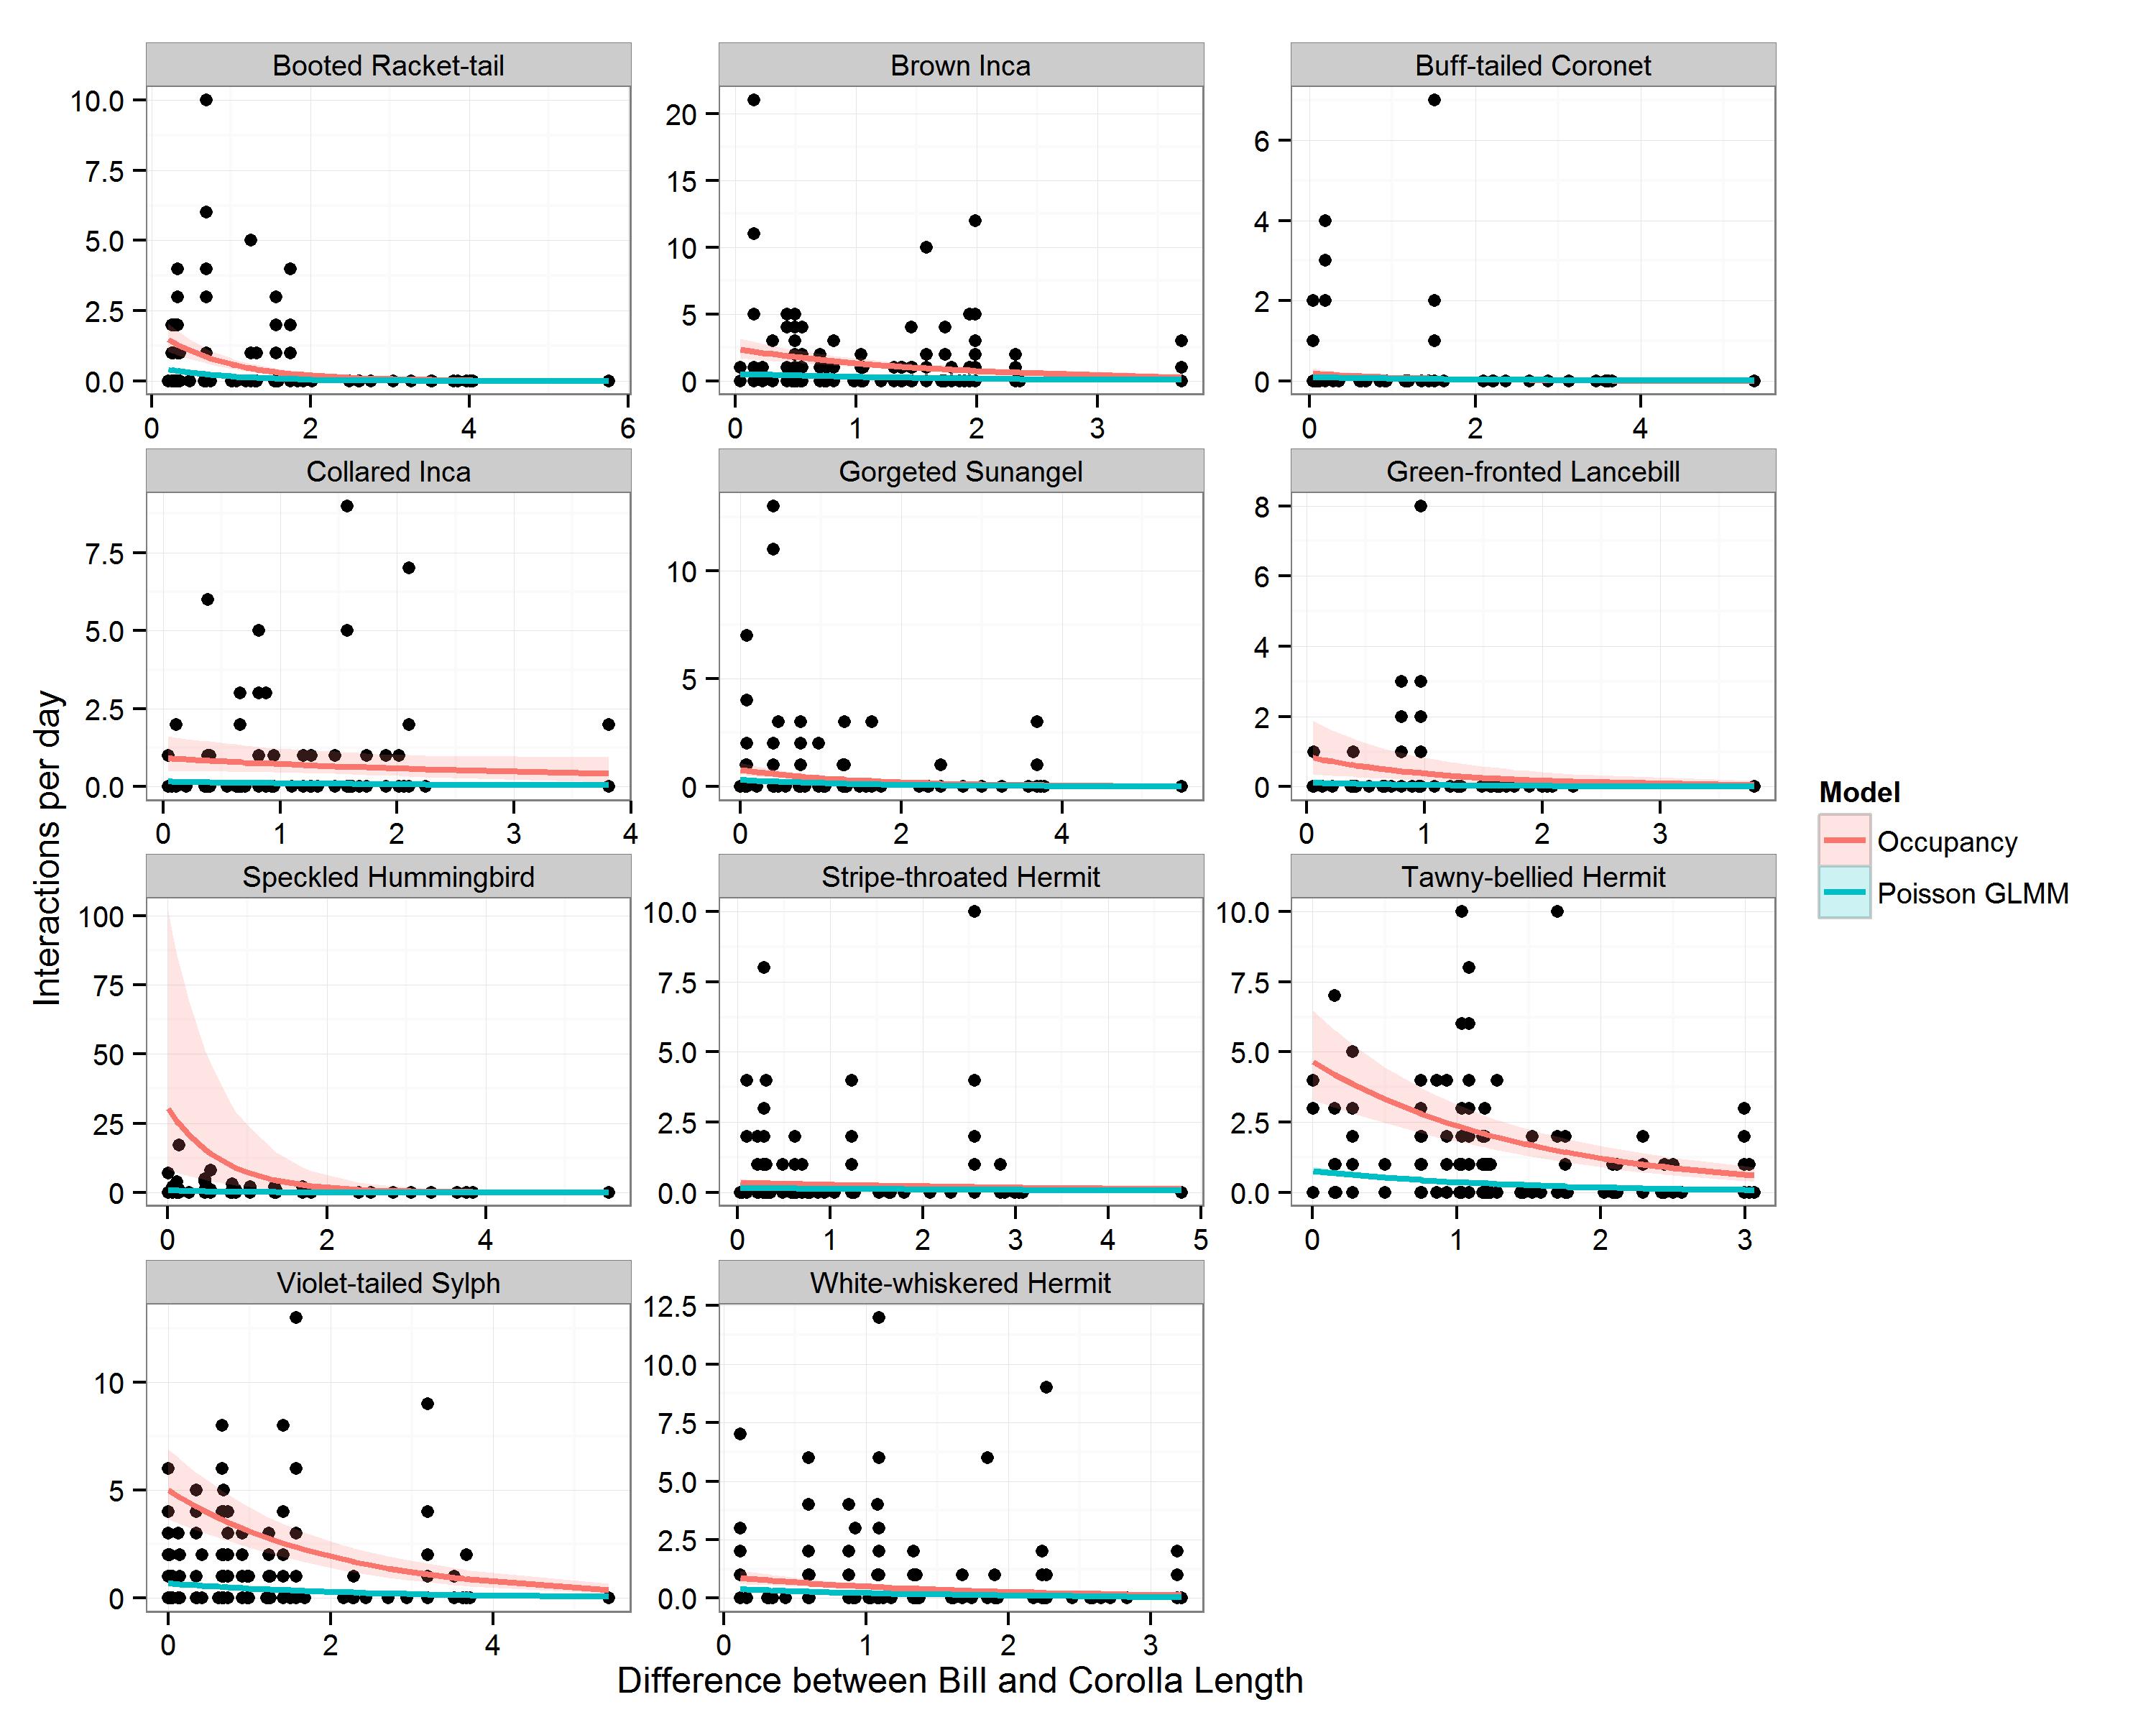 Booted Racket-tail
Brown Inca
Buff-tailed Coronet
10.0
7.5
5.0
2.5
0.0
0 2 4 6
20
15
10
5
0
0 1 2 3
6
4
2
0
0 2 4
Collared Inca
Gorgeted Sunangel
Green-fronted Lancebill
7.5
5.0
2.5
0.0
0 1 2 3 4
10
5
0
0 2 4
8
6
4
2
0
0 1 2 3
Interactions per day
Model
Occupancy
Poisson GLMM
Speckled Hummingbird
Stripe-throated Hermit
Tawny-bellied Hermit
100
75
50
25
0
0 2 4
10.0
7.5
5.0
2.5
0.0
0 1 2 3 4 5
10.0
7.5
5.0
2.5
0.0
0 1 2 3
Violet-tailed Sylph
White-whiskered Hermit
10
5
0
0 2 4
12.5
10.0
7.5
5.0
2.5
0.0
0 1 2 3
Difference between Bill and Corolla Length